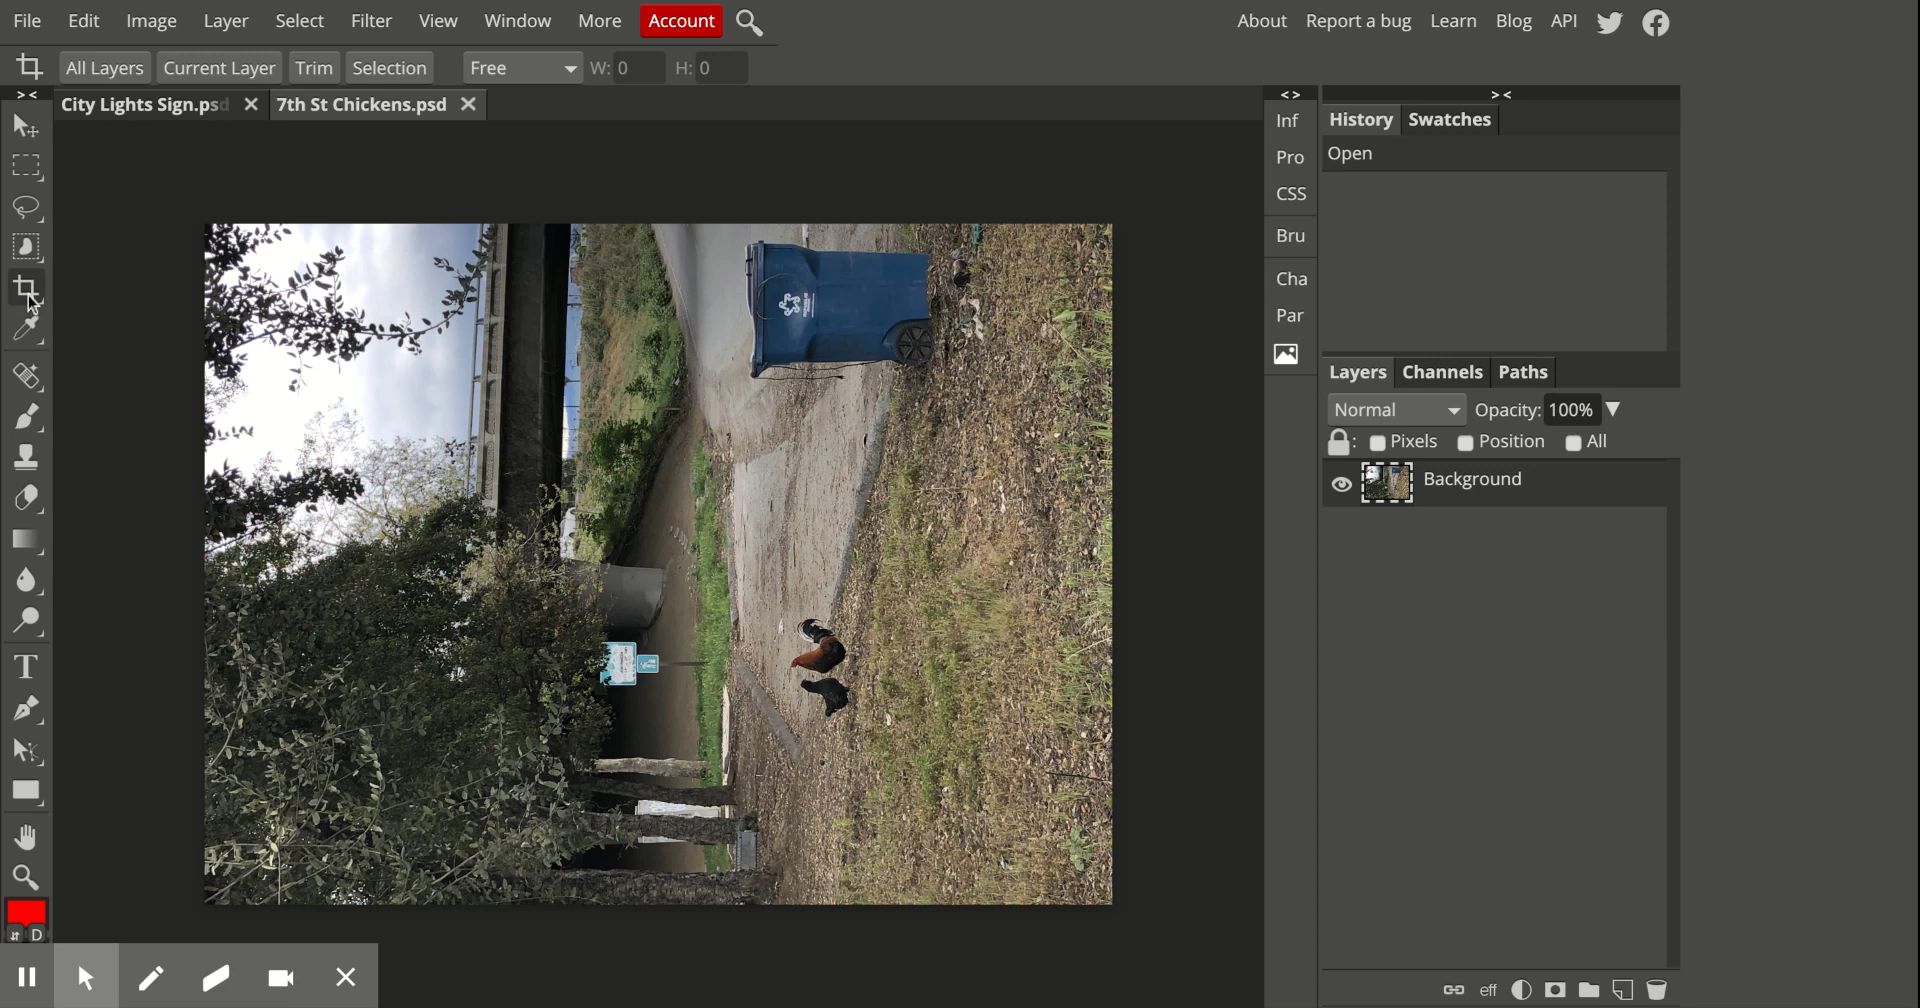 File Edit Image Layer Select Filter View Window More Account About Report a bug Learn Blog API
All Layers Current Layer Trim Selection Free W: 0 H: 0
City Lights Sign.psd 7th St Chickens.psd
Inf
Pro
CSS
Bru
Cha
Par
History Swatches
Open
Layers Channels Paths
Normal Opacity: 100%
: Pixels Position All
Background
T
D
eff